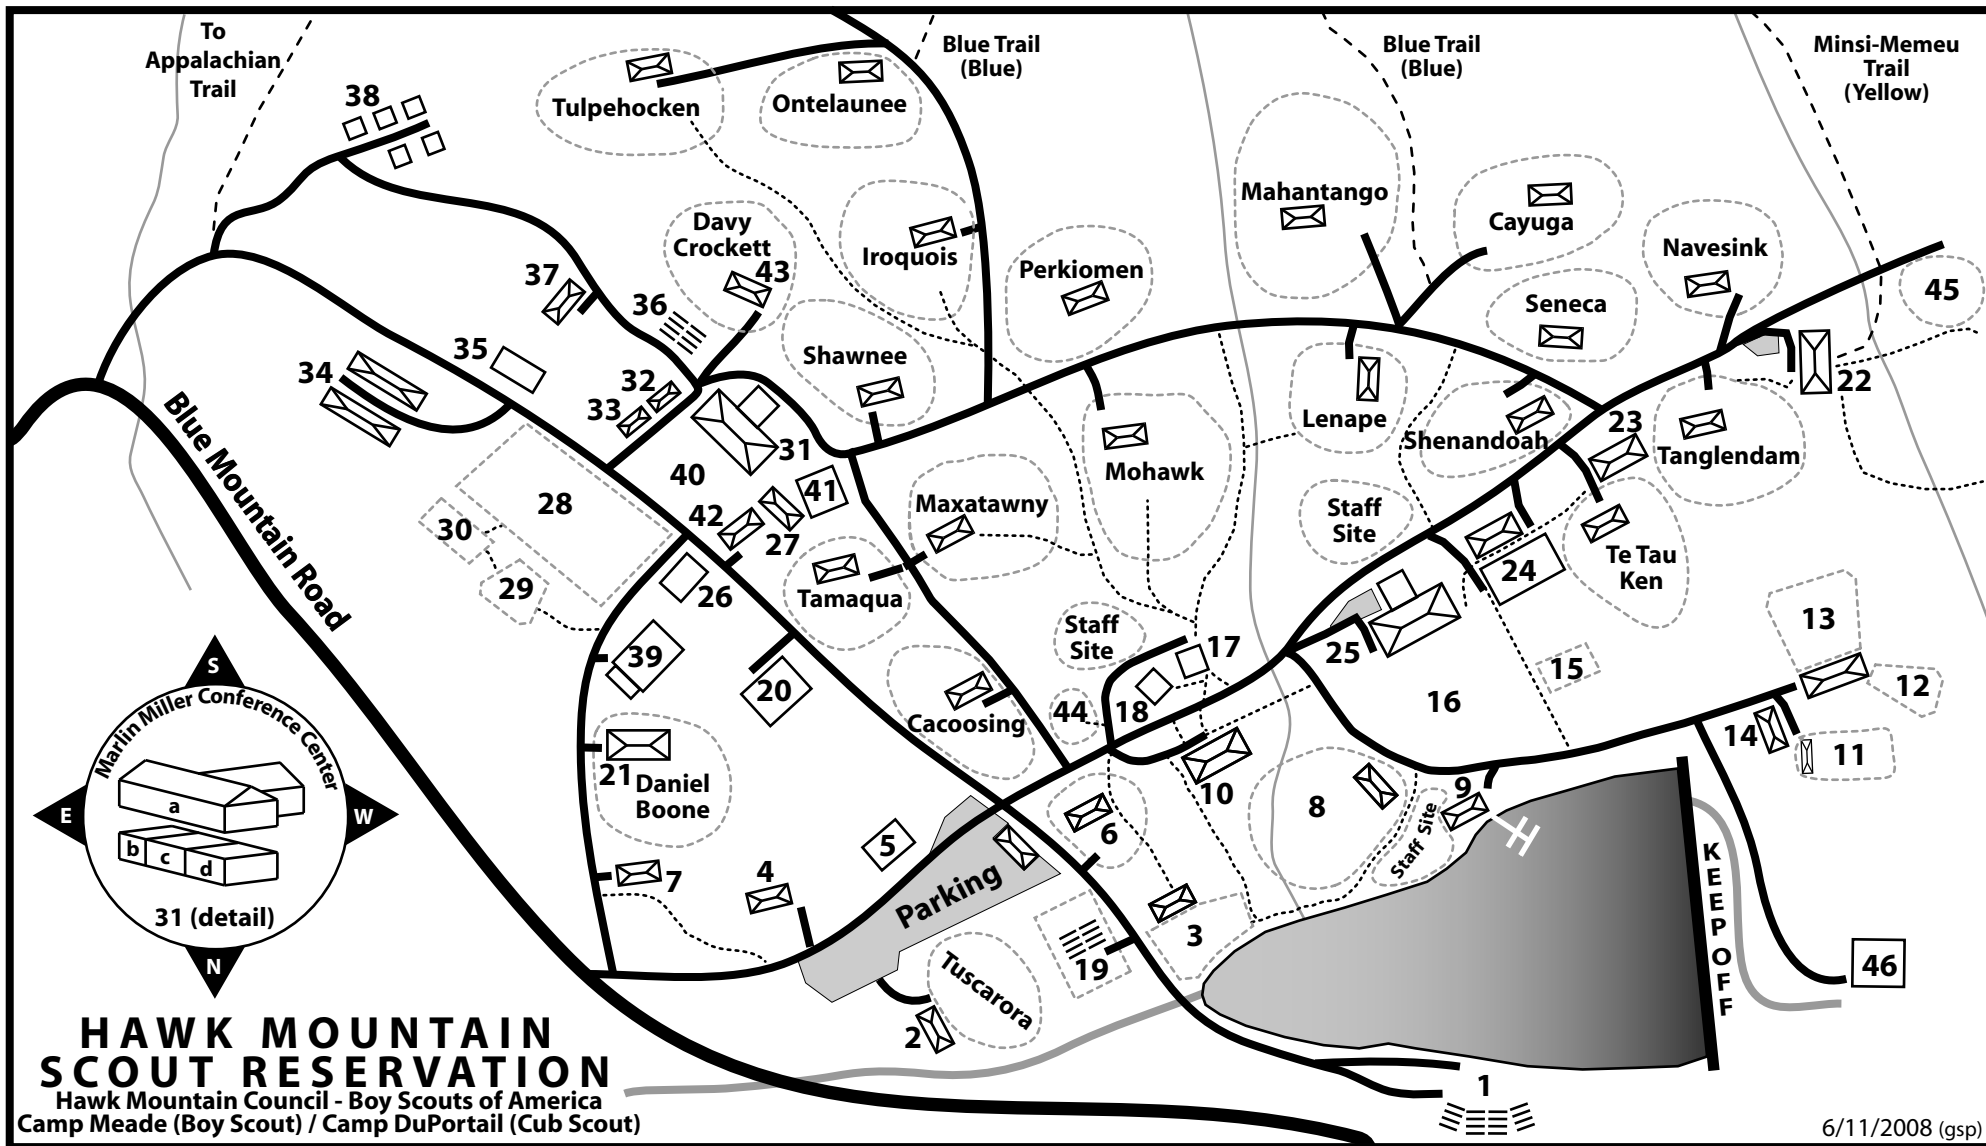 To
Appalachian
Trail
Blue Trail
(Blue)
Blue Trail
(Blue)
Minsi-Memeu
Trail
(Yellow)
38
Tulpehocken
Ontelaunee
Mahantango
Cayuga
Navesink
Davy
Crockett
43
Iroquois
Perkiomen
37
36
Seneca
45
Shawnee
35
34
32
33
Lenape
22
Shenandoah
23
Tanglendam
31
40
41
Mohawk
28
42
27
Maxatawny
Staff
Site
30
Blue Mountain Road
24
Te Tau
Ken
29
26
Tamaqua
13
Staff
Site
17
25
39
15
20
12
Cacoosing
44
18
16
14
11
21
Daniel
Boone
10
8
9
Staff Site
6
5
4
7
Parking
KEEP OFF
3
19
46
Tuscarora
2
1
S
Marlin Miller Conference Center
E
W
a
b
c
d
31 (detail)
N
HAWK MOUNTAIN
SCOUT RESERVATION
Hawk Mountain Council - Boy Scouts of America
Camp Meade (Boy Scout) / Camp DuPortail (Cub Scout)
6/11/2008 (gsp)